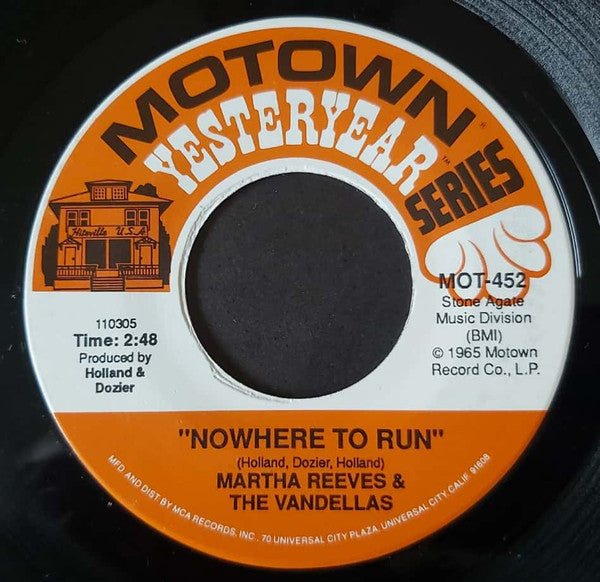 MOTOWN®
YESTERYEAR™
SERIES
Hitsville U.S.A.
110305
Time: 2:48
Produced by
Holland &
Dozier
MOT-452
Stone Agate
Music Division
(BMI)
© 1965 Motown
Record Co., L.P.
"NOWHERE TO RUN"
(Holland, Dozier, Holland)
MARTHA REEVES &
THE VANDELLAS
MFD AND DIST BY MCA RECORDS, INC., 70 UNIVERSAL CITY PLAZA, UNIVERSAL CITY, CALIF. 91608